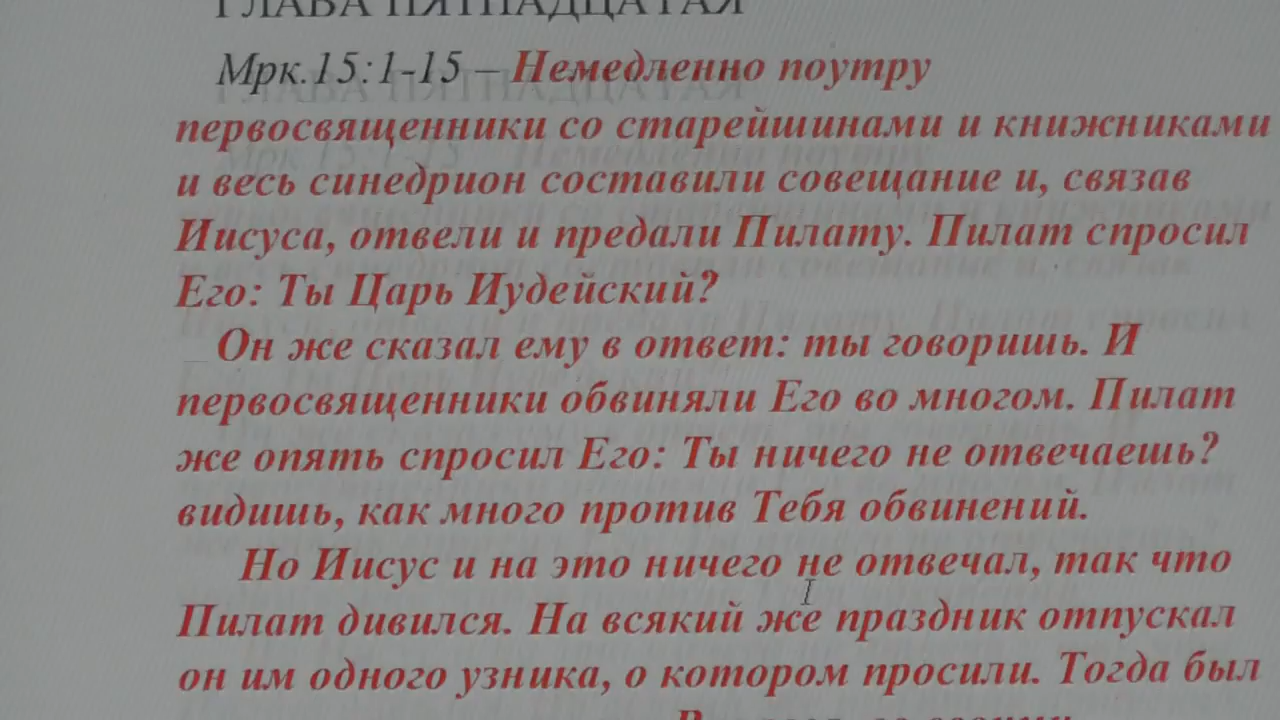 ГЛАВА ПЯТНАДЦАТАЯ
Мрк.15:1-15 – Немедленно поутру
первосвященники со старейшинами и книжниками
и весь синедрион составили совещание и, связав
Иисуса, отвели и предали Пилату. Пилат спросил
Его: Ты Царь Иудейский?
Он же сказал ему в ответ: ты говоришь. И
первосвященники обвиняли Его во многом. Пилат
же опять спросил Его: Ты ничего не отвечаешь?
видишь, как много против Тебя обвинений.
Но Иисус и на это ничего не отвечал, так что
Пилат дивился. На всякий же праздник отпускал
он им одного узника, о котором просили. Тогда был